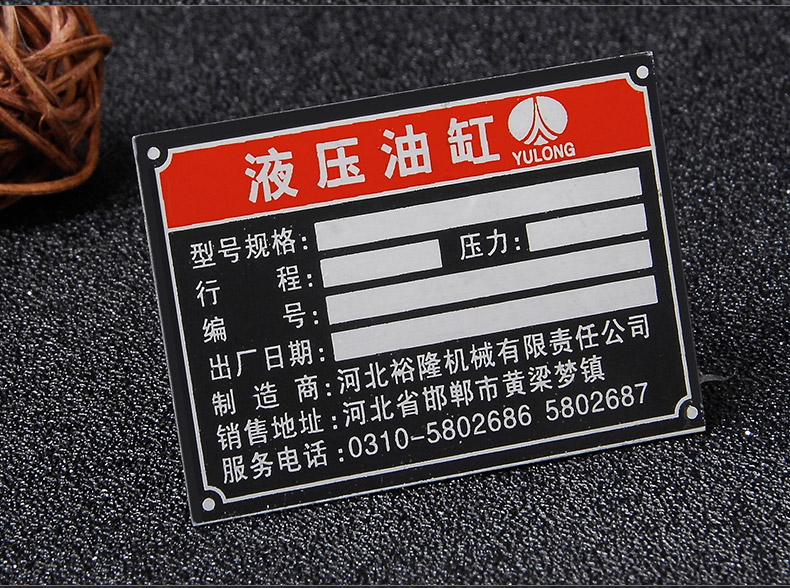 液压油缸 YULONG
型号规格:
行程: 压力:
编号:
出厂日期:
制造商:河北裕隆机械有限责任公司
销售地址:河北省邯郸市黄梁梦镇
服务电话:0310-5802686 5802687